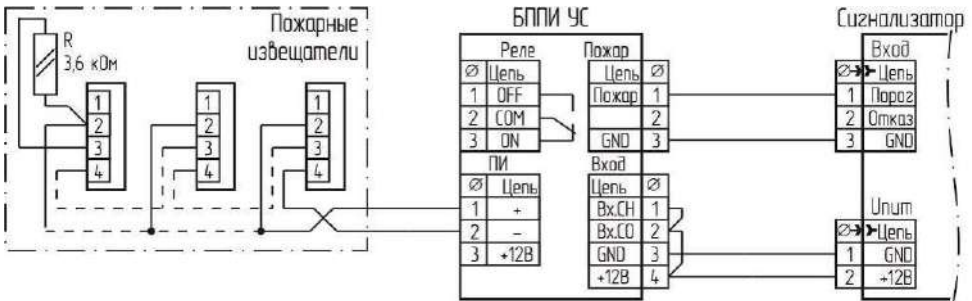 Пожарные
извещатели
R
3,6 кОм
1
2
3
4
1
2
3
4
1
2
3
4
БППИ УС
Реле
Ø Цепь
1 OFF
2 COM
3 ON
ПИ
Ø Цепь
1 +
2 -
3 +12В
Пожар
Цепь Ø
Пожар 1
2
GND 3
Вход
Цепь Ø
Вх.СН 1
Вх.СО 2
GND 3
+12В 4
Сигнализатор
Вход
Ø Цепь
1 Порог
2 Отказ
3 GND
Uпит
Ø Цепь
1 GND
2 +12В